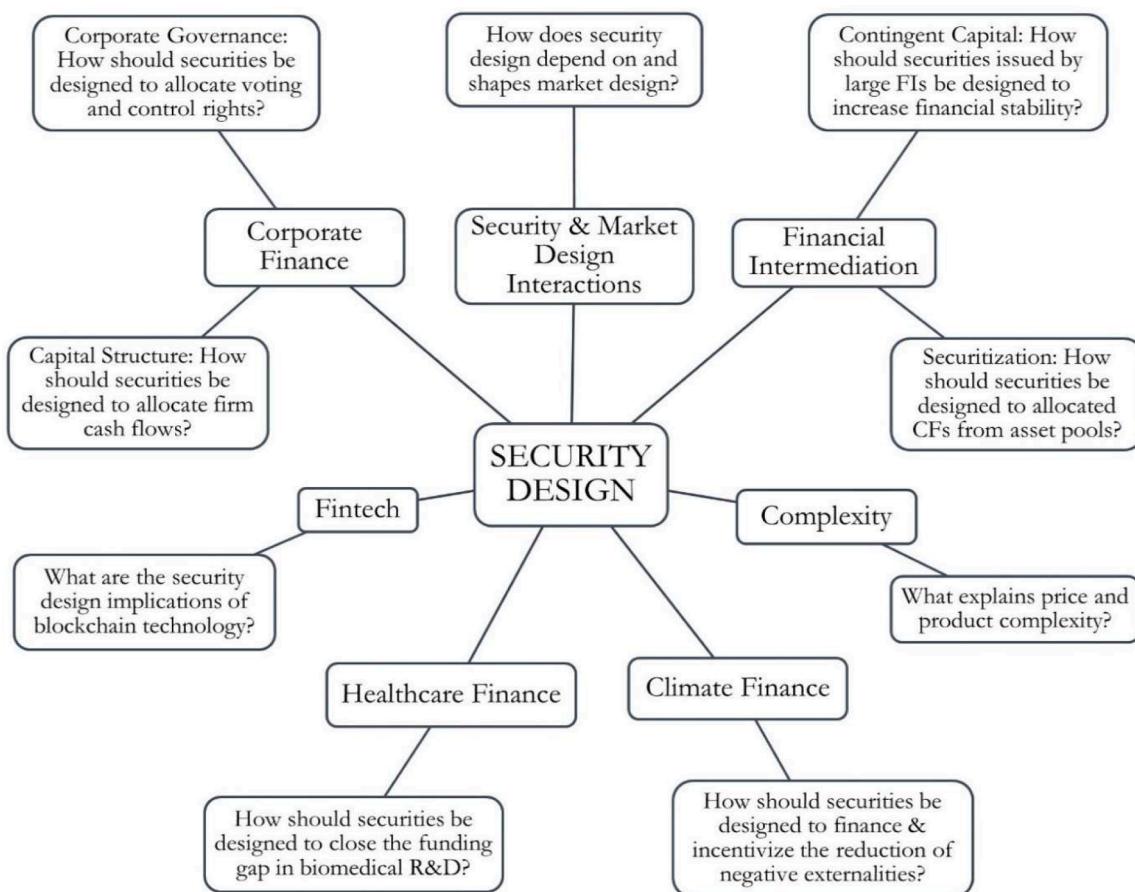 Corporate Governance:
How should securities be
designed to allocate voting
and control rights?
How does security
design depend on and
shapes market design?
Contingent Capital: How
should securities issued by
large FIs be designed to
increase financial stability?
Corporate
Finance
Security & Market
Design
Interactions
Financial
Intermediation
Capital Structure: How
should securities be
designed to allocate firm
cash flows?
Securitization: How
should securities be
designed to allocated
CFs from asset pools?
SECURITY
DESIGN
Fintech
Complexity
What are the security
design implications of
blockchain technology?
What explains price and
product complexity?
Healthcare Finance
Climate Finance
How should securities be
designed to close the funding
gap in biomedical R&D?
How should securities be
designed to finance &
incentivize the reduction of
negative externalities?